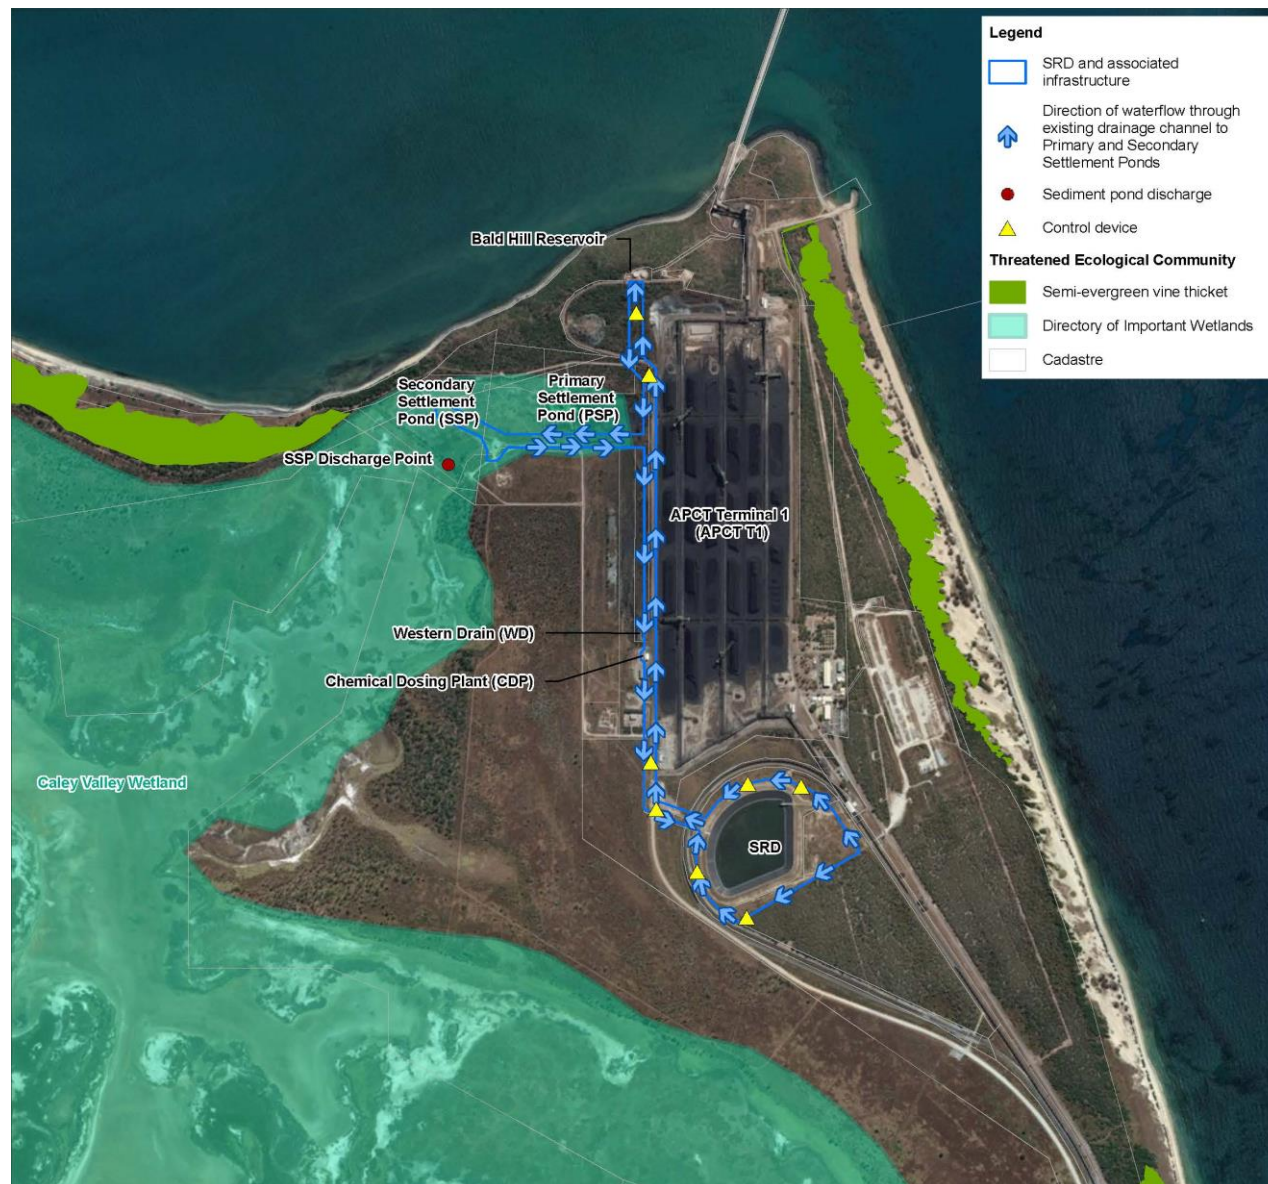 Legend
SRD and associated
infrastructure
Direction of waterflow through
existing drainage channel to
Primary and Secondary
Settlement Ponds
Sediment pond discharge
Control device
Threatened Ecological Community
Semi-evergreen vine thicket
Directory of Important Wetlands
Cadastre
Bald Hill Reservoir
Secondary
Settlement
Pond (SSP)
Primary
Settlement
Pond (PSP)
SSP Discharge Point
APCT Terminal 1
(APCT T1)
Western Drain (WD)
Chemical Dosing Plant (CDP)
Caley Valley Wetland
SRD